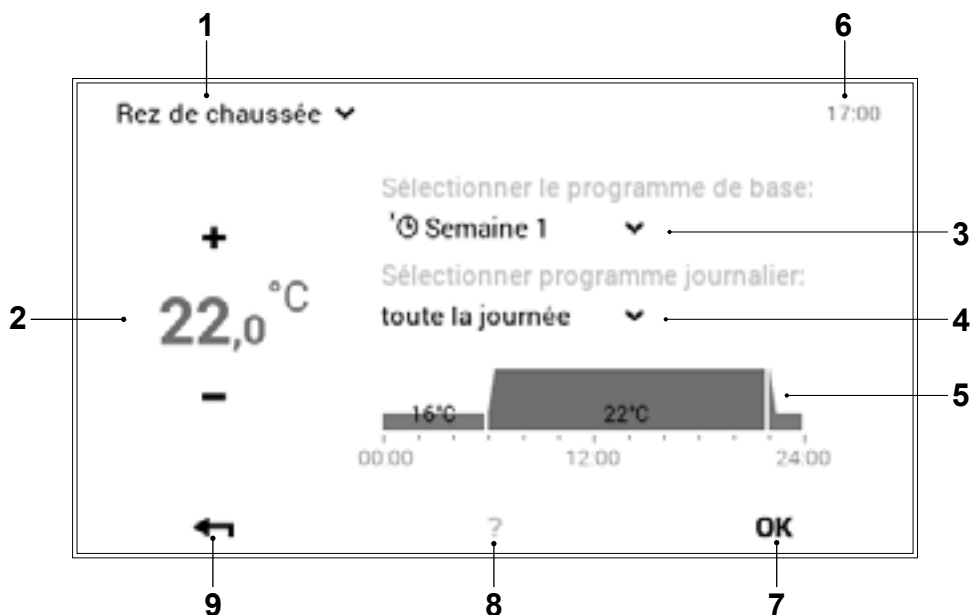 1 6
Rez de chaussée 17:00
Sélectionner le programme de base:
Semaine 1 3
+
Sélectionner programme journalier:
2 22,0 °C toute la journée 4
-
5
16°C 22°C
00:00 12:00 24:00
? OK
9 8 7